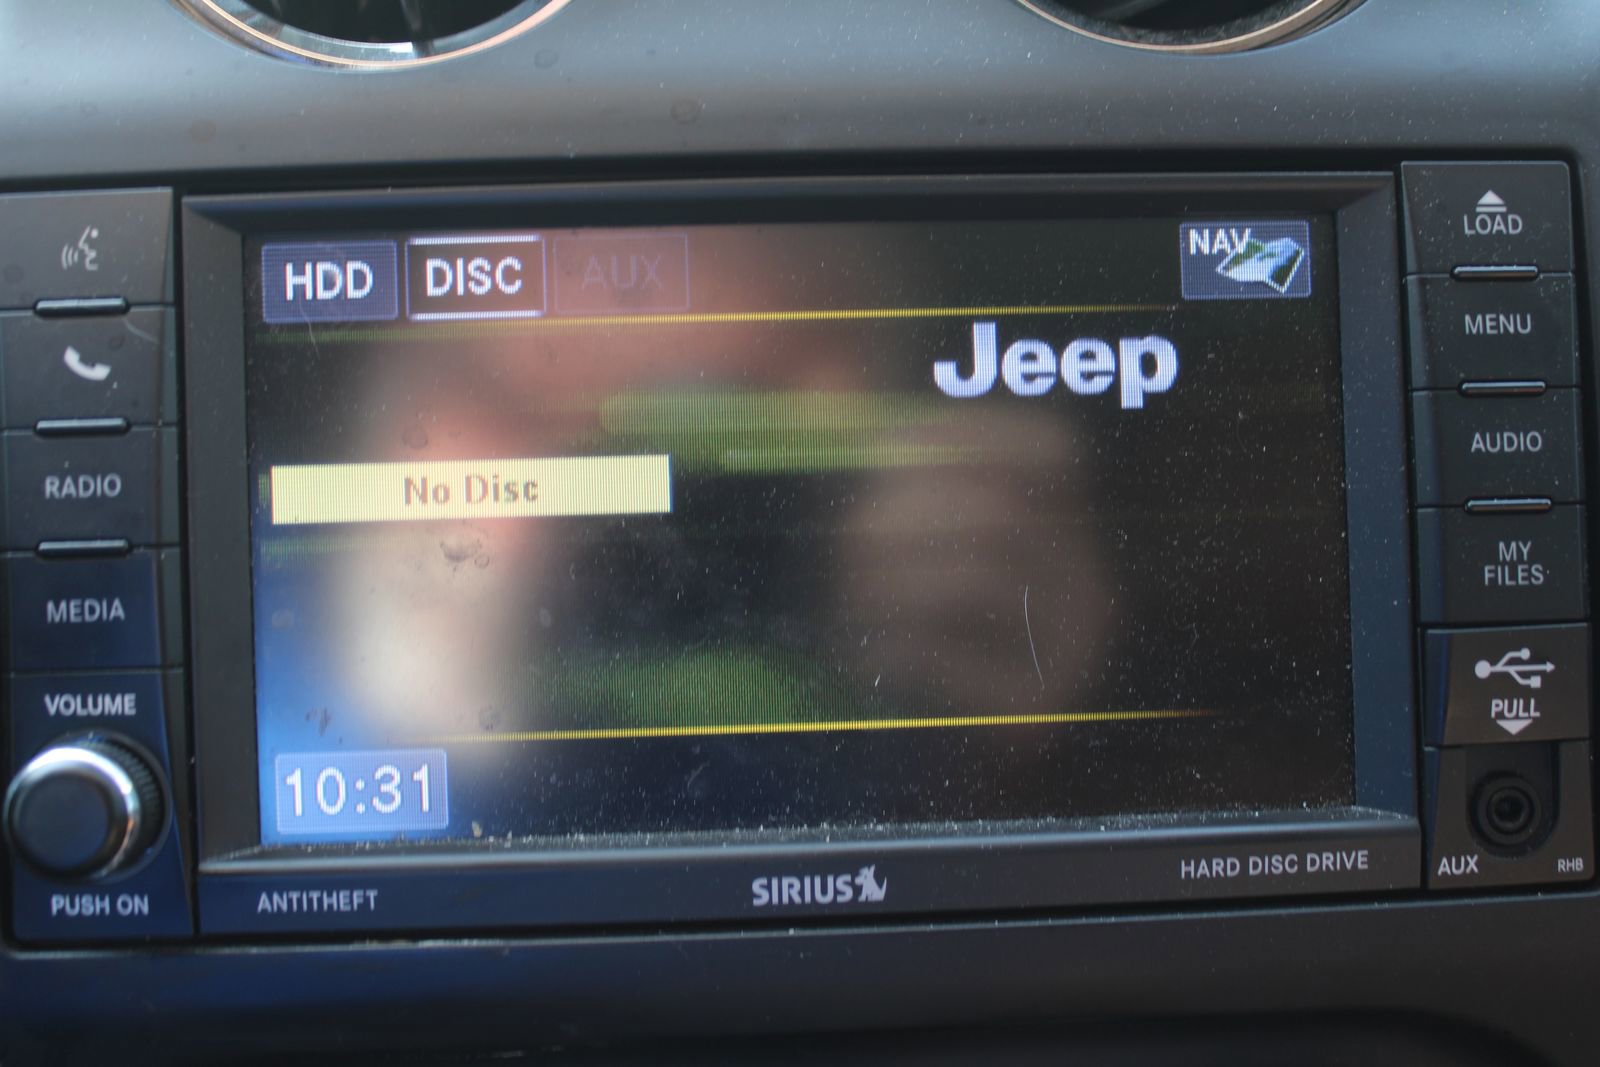 HDD DISC AUX NAV
Jeep
No Disc
10:31
RADIO
MEDIA
VOLUME
PUSH ON
LOAD
MENU
AUDIO
MY
FILES
PULL
AUX RHB
ANTITHEFT SIRIUS HARD DISC DRIVE